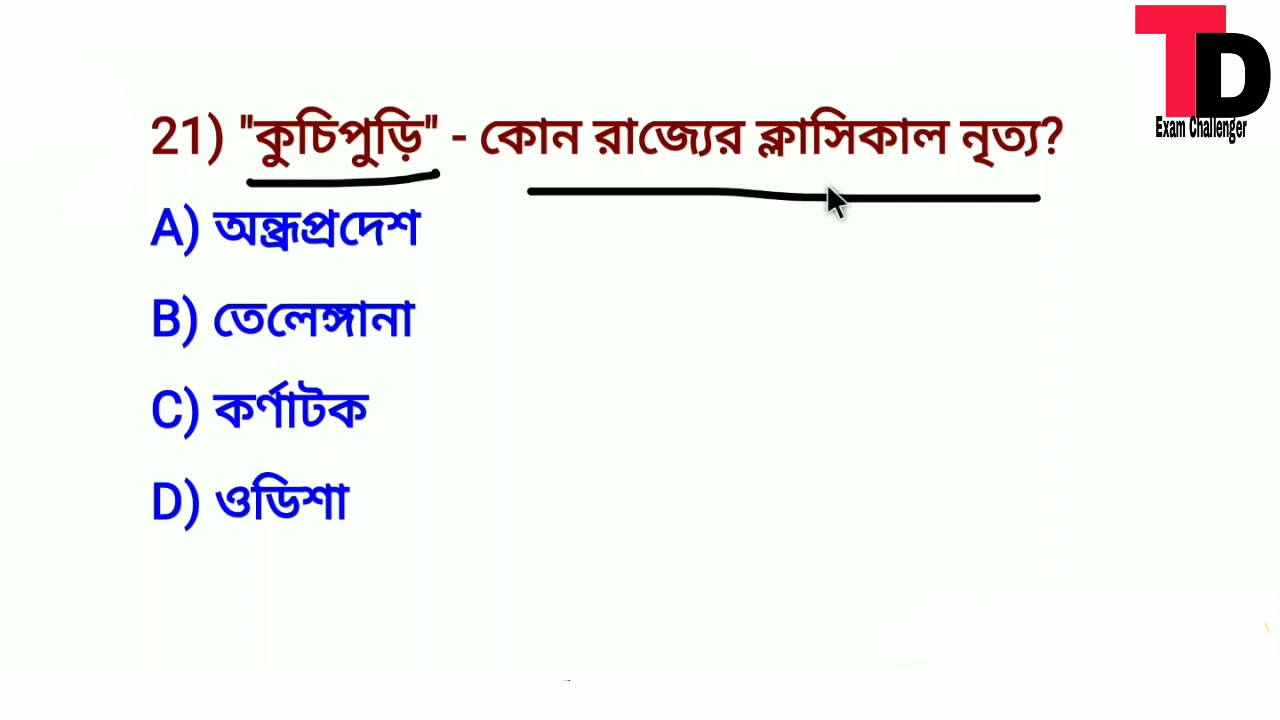 TD
Exam Challenger
21) "কুচিপুড়ি" - কোন রাজ্যের ক্লাসিকাল নৃত্য?
A) অন্ধ্রপ্রদেশ
B) তেলেঙ্গানা
C) কর্ণাটক
D) ওডিশা